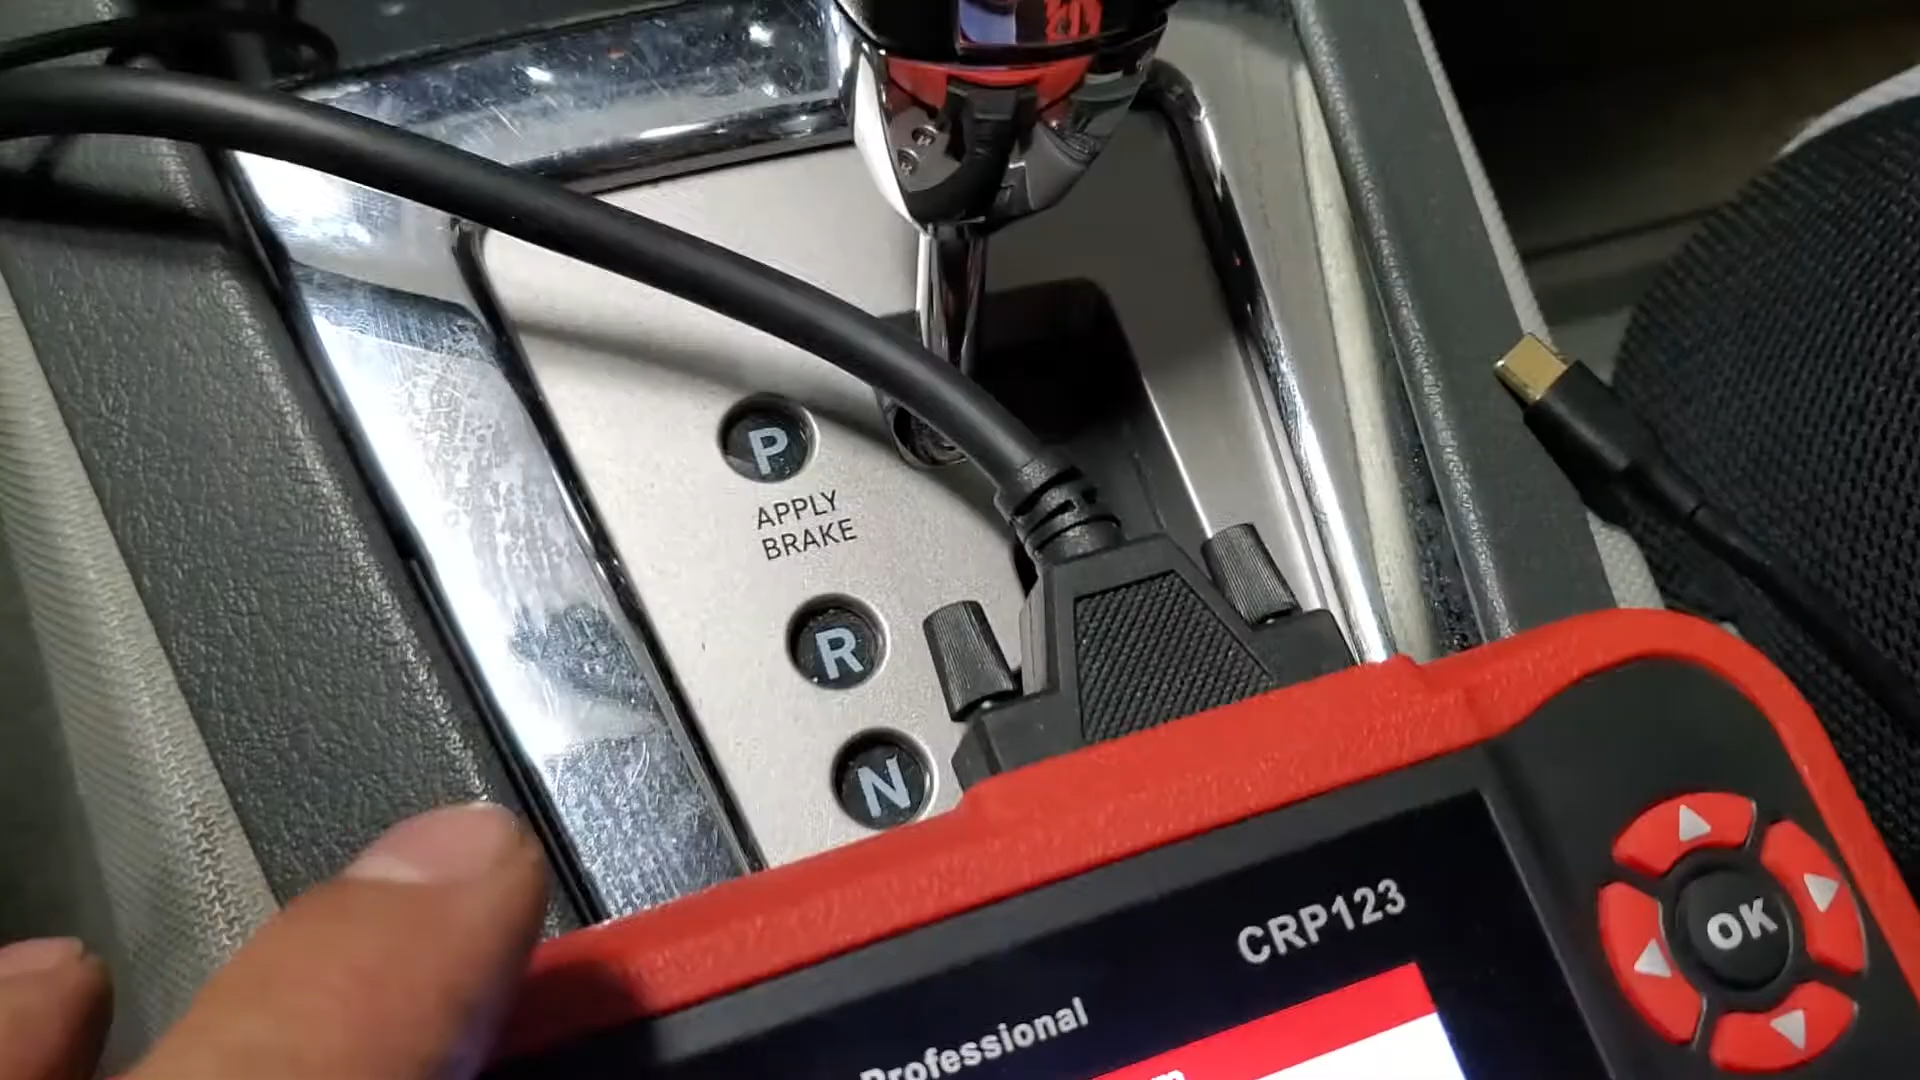 P
APPLY
BRAKE
R
N
CRP123
OK
Professional